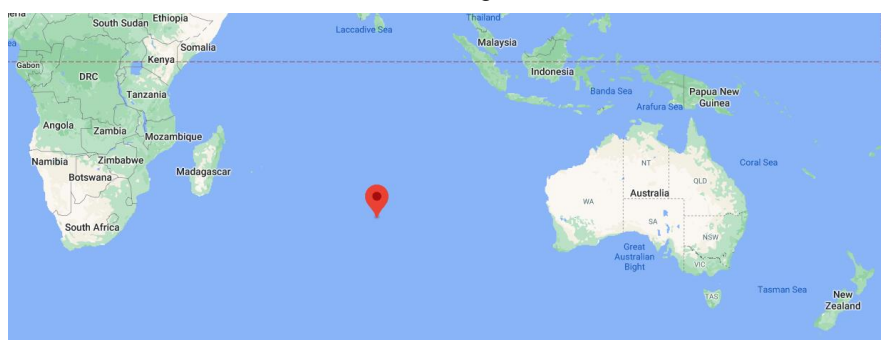 Ethiopia
South Sudan
Laccadive Sea
Thailand
Somalia
Malaysia
Kenya
Gabon
DRC
Indonesia
Tanzania
Banda Sea
Papua New
Guinea
Arafura Sea
Angola
Zambia
Mozambique
Namibia
Zimbabwe
Madagascar
Botswana
NT
Coral Sea
QLD
Australia
WA
SA
South Africa
NSW
Great
Australian
Bight
VIC
TAS
Tasman Sea
New
Zealand